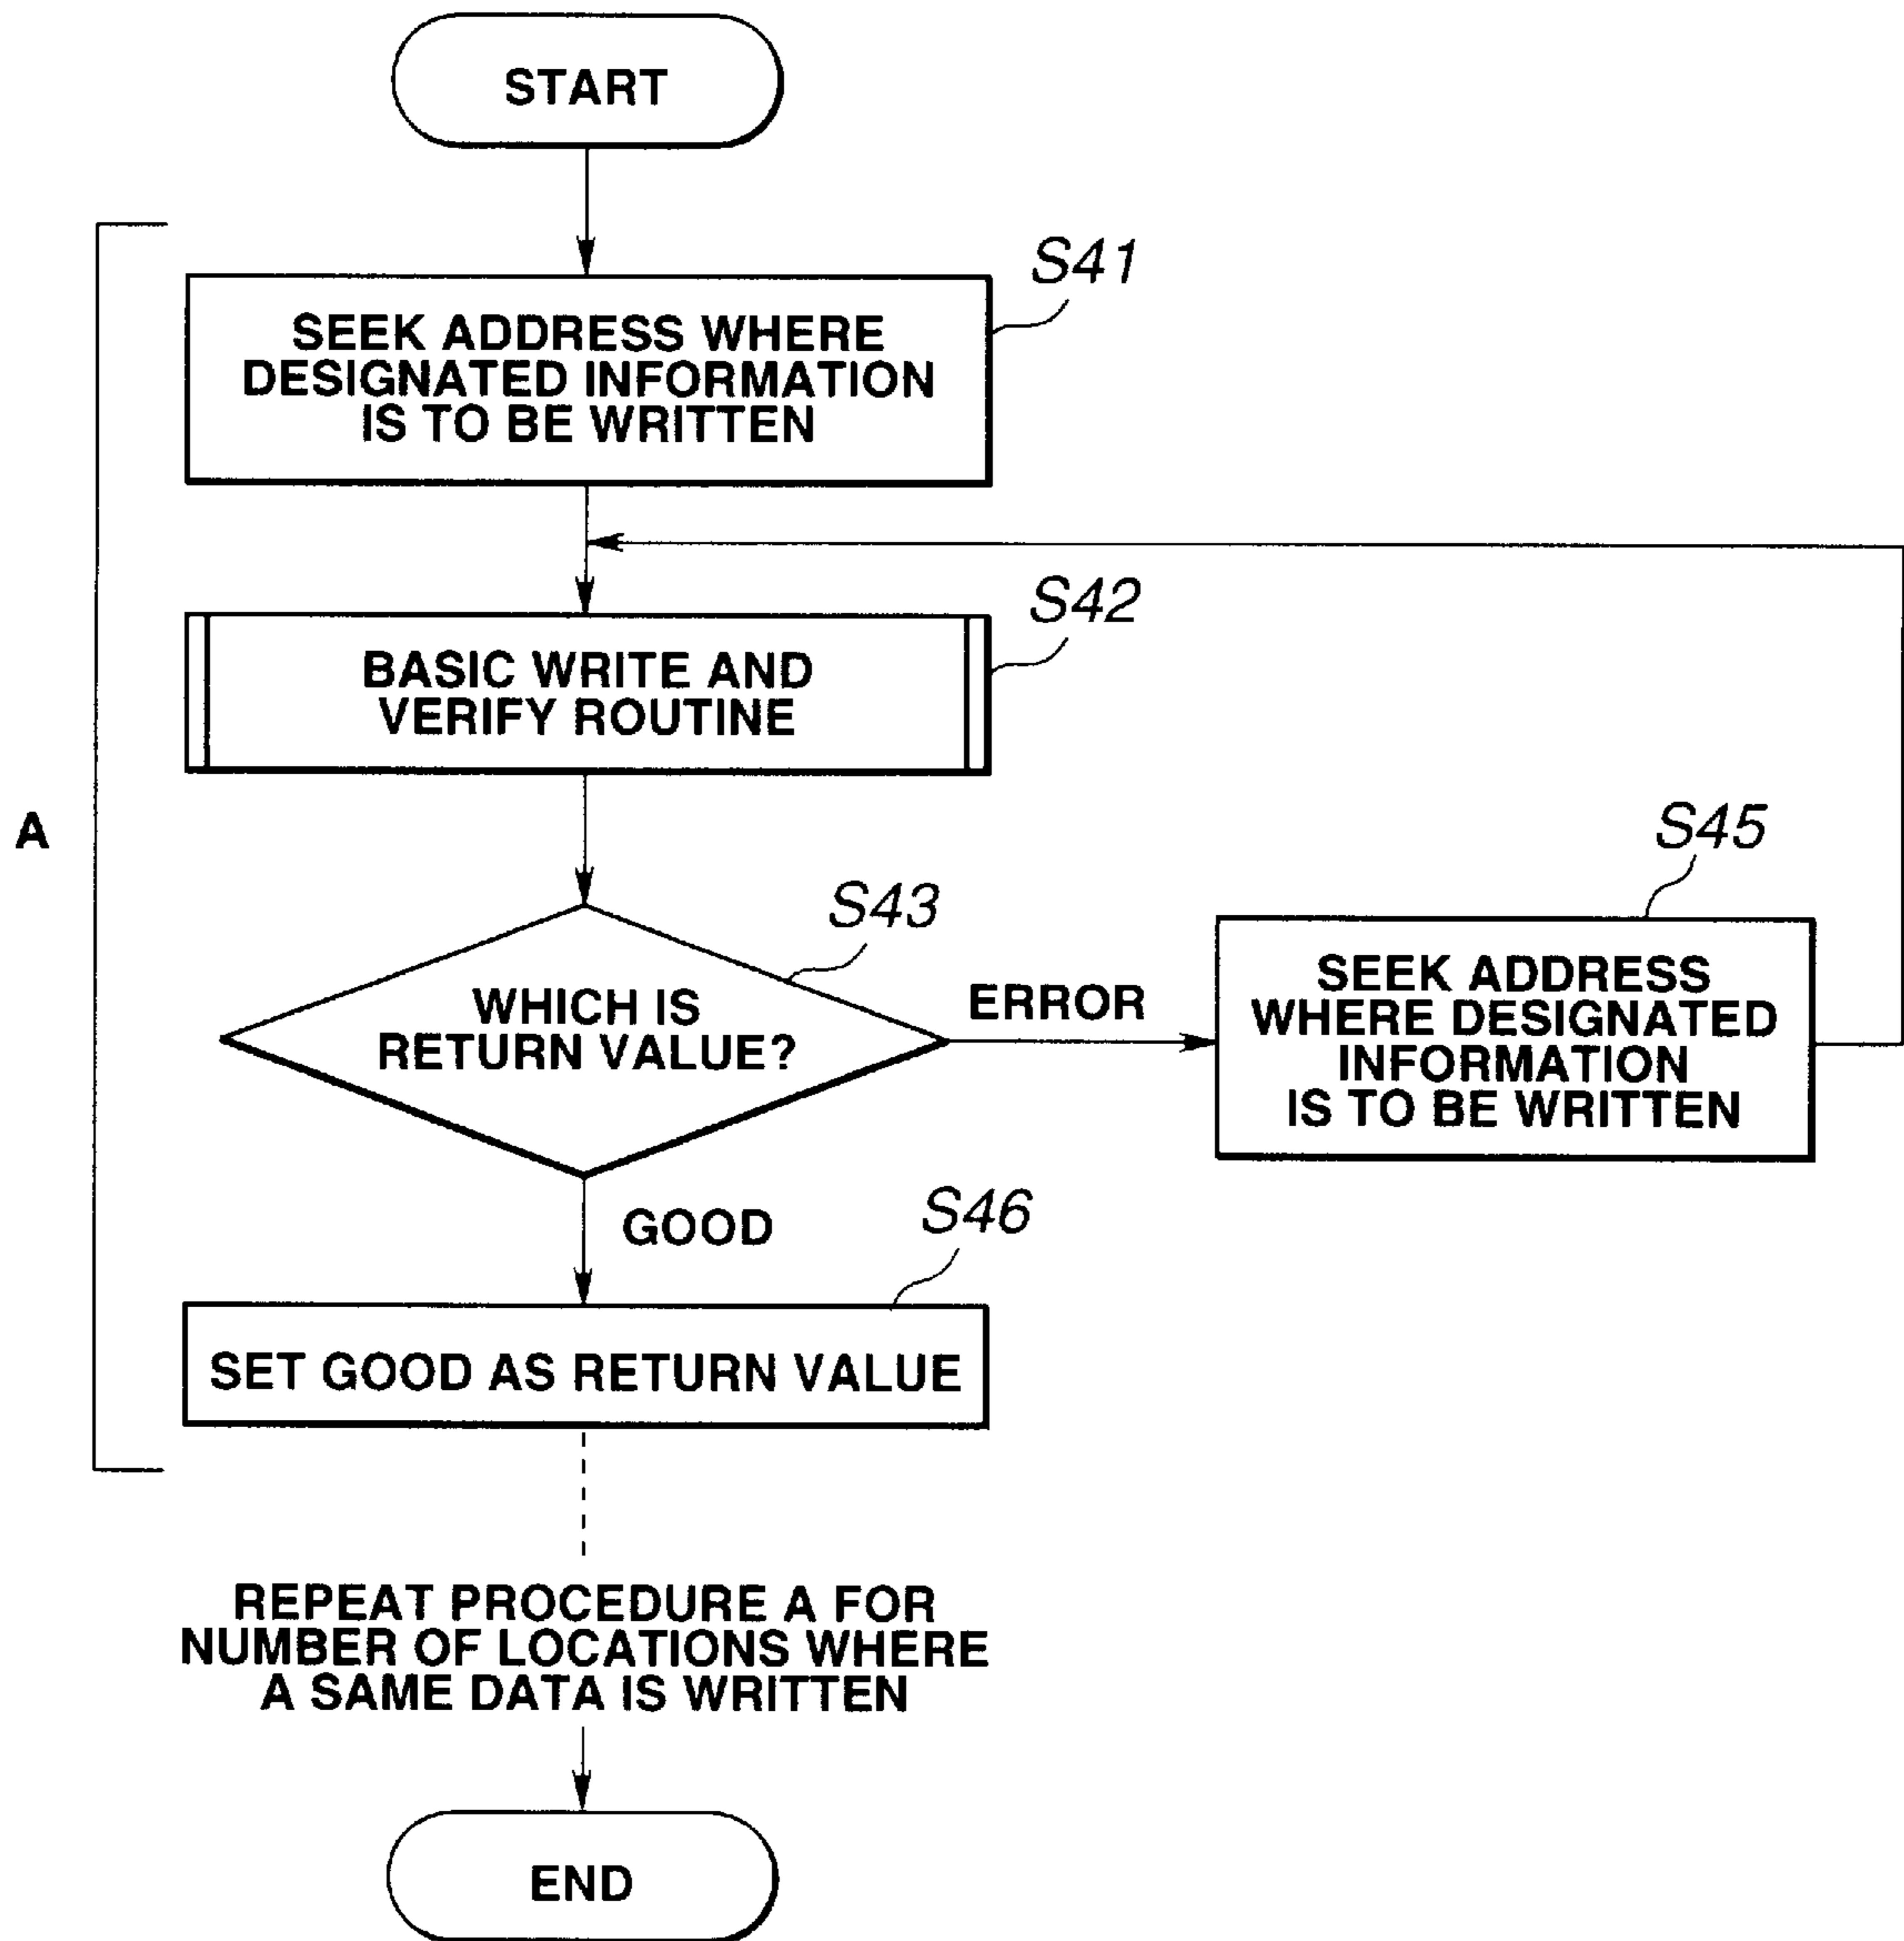 START
S41
SEEK ADDRESS WHERE
DESIGNATED INFORMATION
IS TO BE WRITTEN
S42
BASIC WRITE AND
VERIFY ROUTINE
A
S43
WHICH IS
RETURN VALUE?
ERROR
S45
SEEK ADDRESS
WHERE DESIGNATED
INFORMATION
IS TO BE WRITTEN
GOOD
S46
SET GOOD AS RETURN VALUE
REPEAT PROCEDURE A FOR
NUMBER OF LOCATIONS WHERE
A SAME DATA IS WRITTEN
END